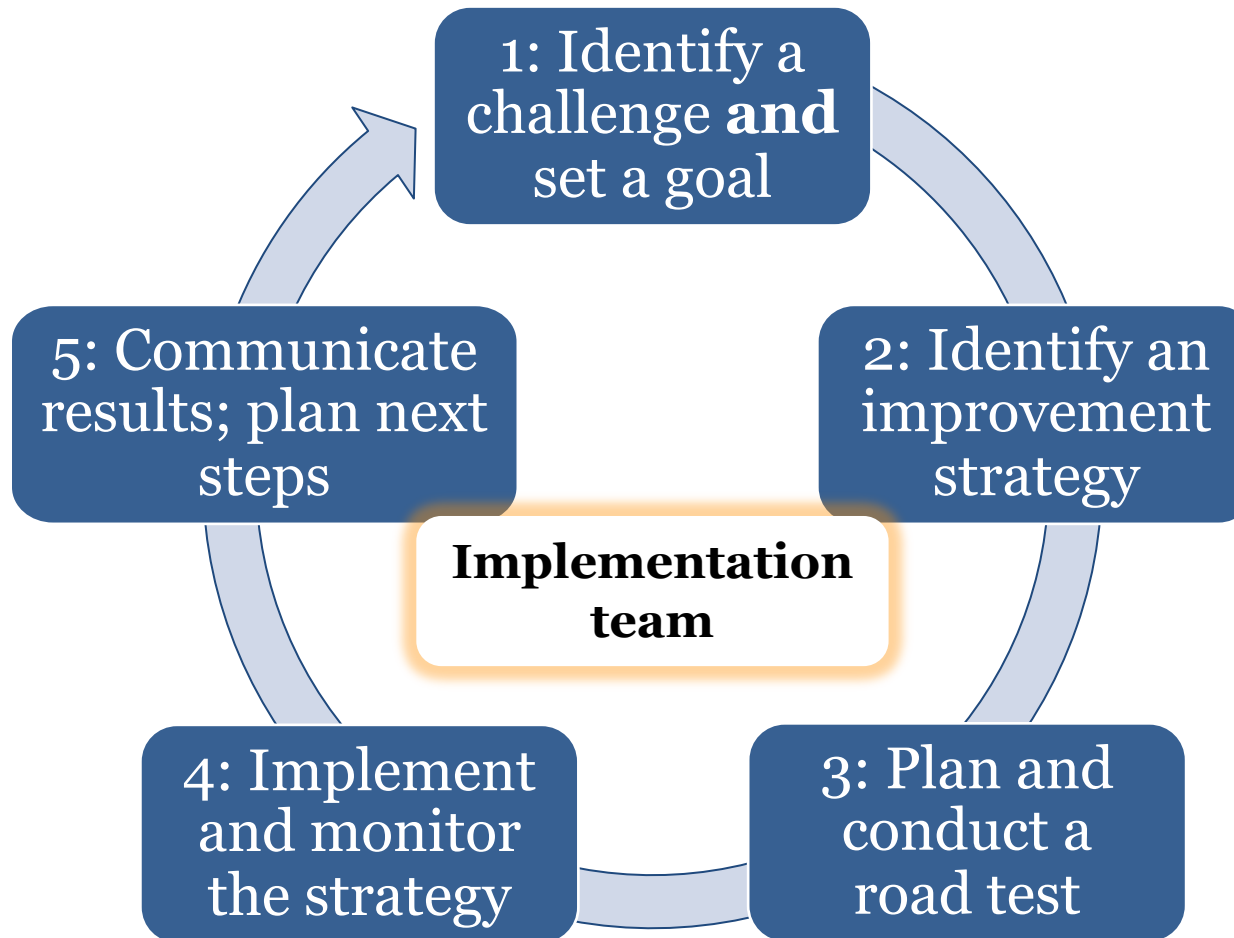 1: Identify a
challenge and
set a goal
2: Identify an
improvement
strategy
3: Plan and
conduct a
road test
4: Implement
and monitor
the strategy
5: Communicate
results; plan next
steps
Implementation
team